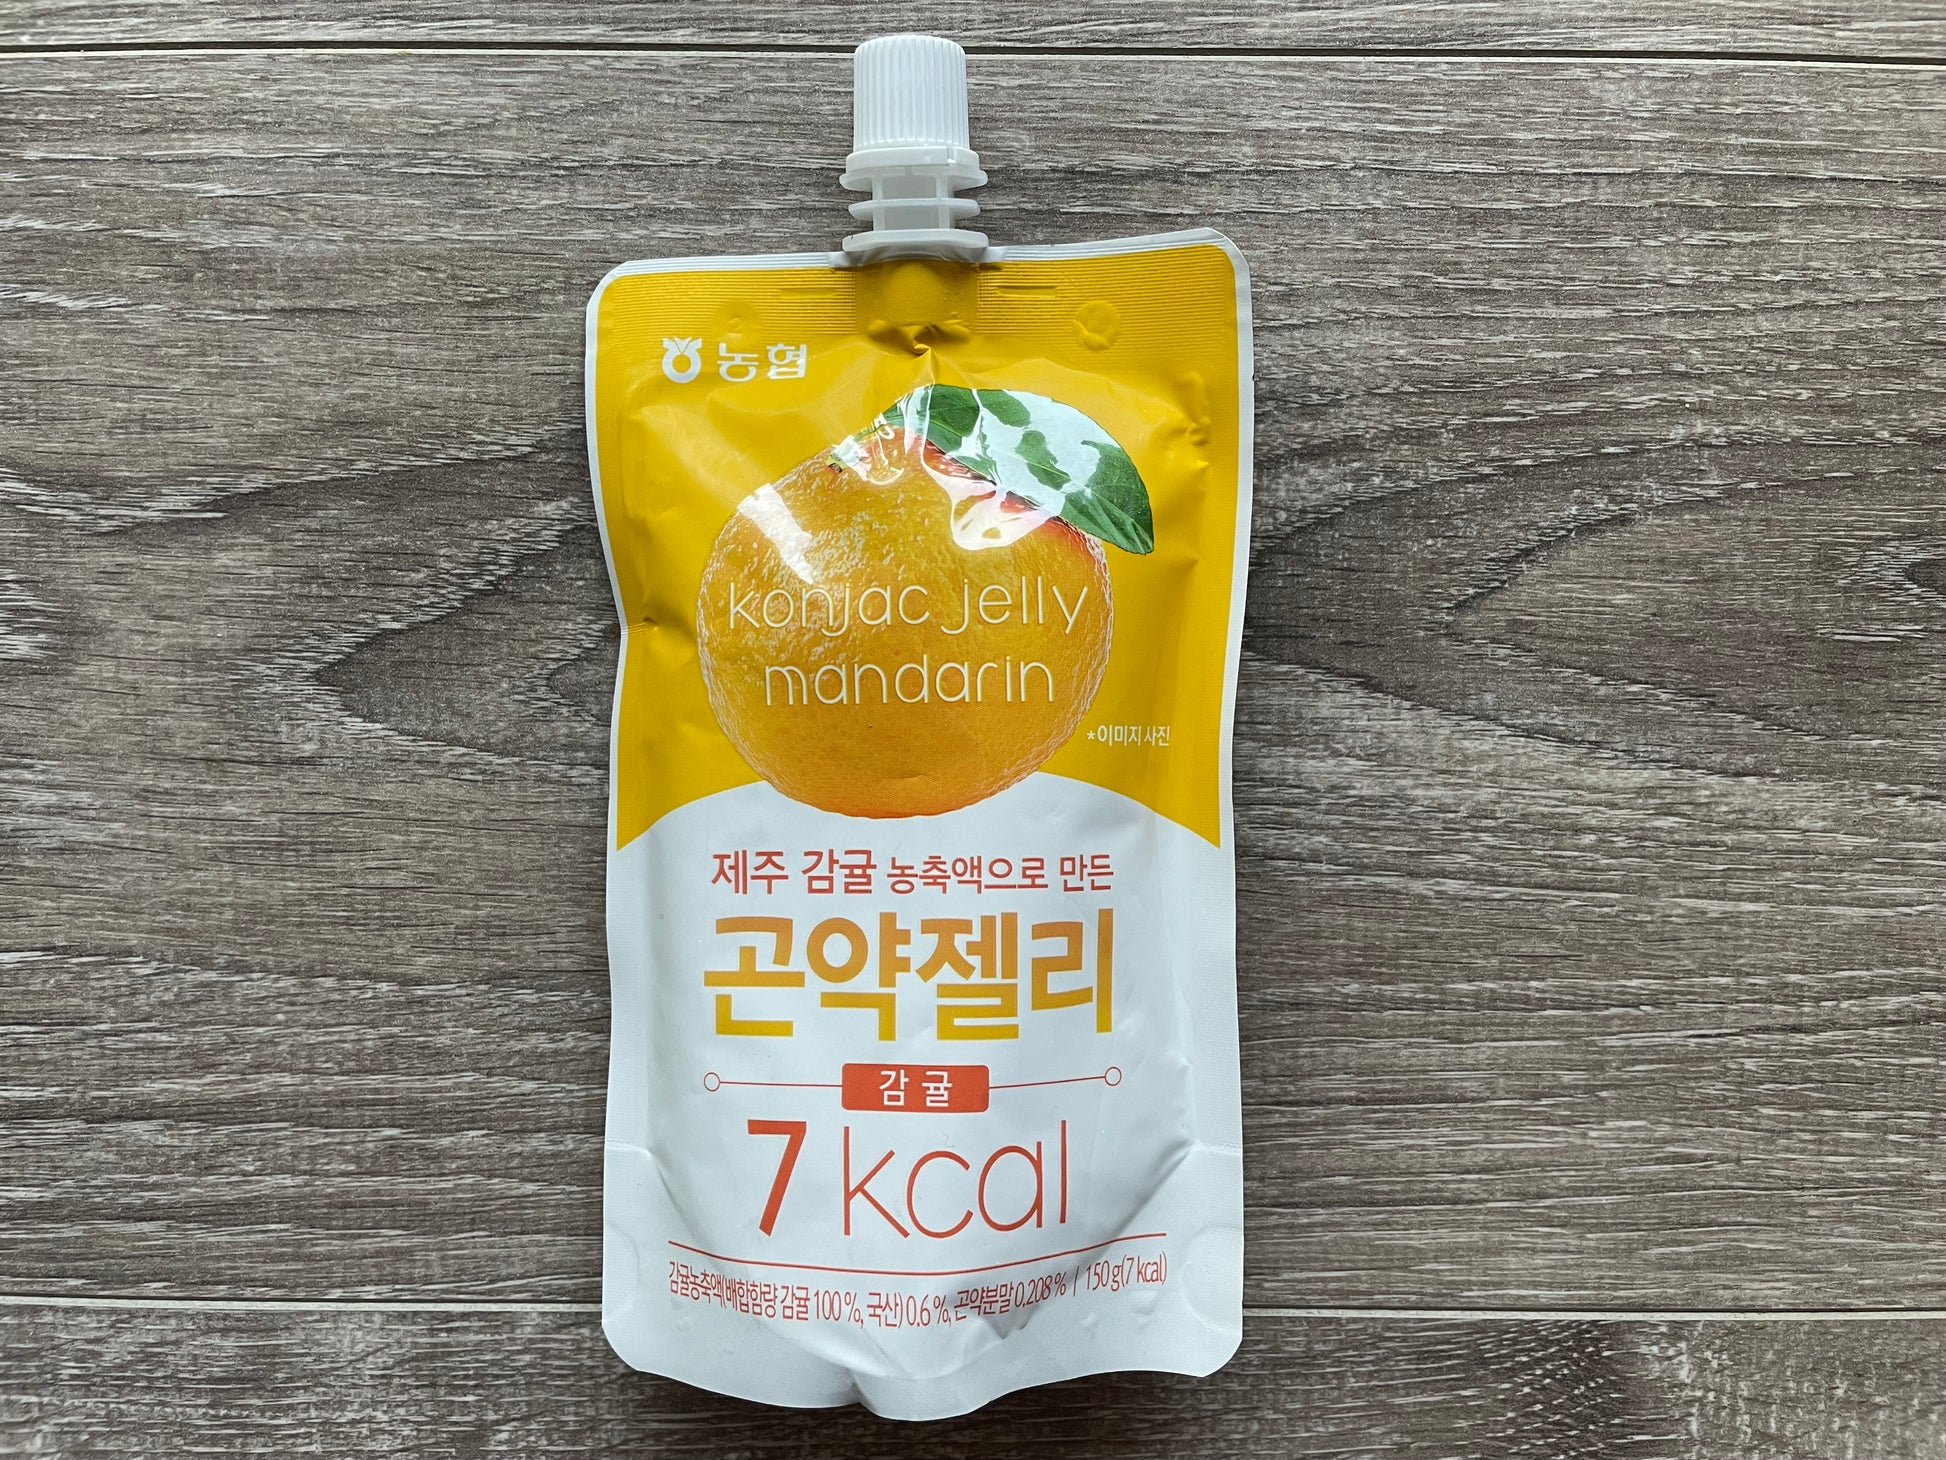 농협
konjac jelly
mandarin
*이미지 사진
제주 감귤 농축액으로 만든
곤약젤리
감귤
7 kcal
감귤농축액(배합함량 감귤 100%, 국산) 0.6%, 곤약분말 0.208% | 150 g(7 kcal)